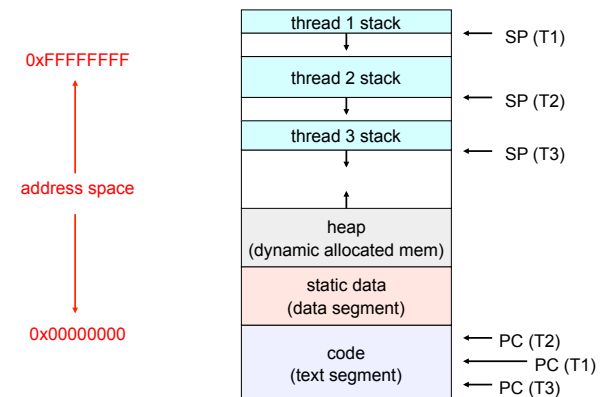 thread 1 stack
SP (T1)
0xFFFFFFFF
thread 2 stack
SP (T2)
thread 3 stack
SP (T3)
address space
heap
(dynamic allocated mem)
static data
(data segment)
0x00000000
code
(text segment)
PC (T2)
PC (T1)
PC (T3)